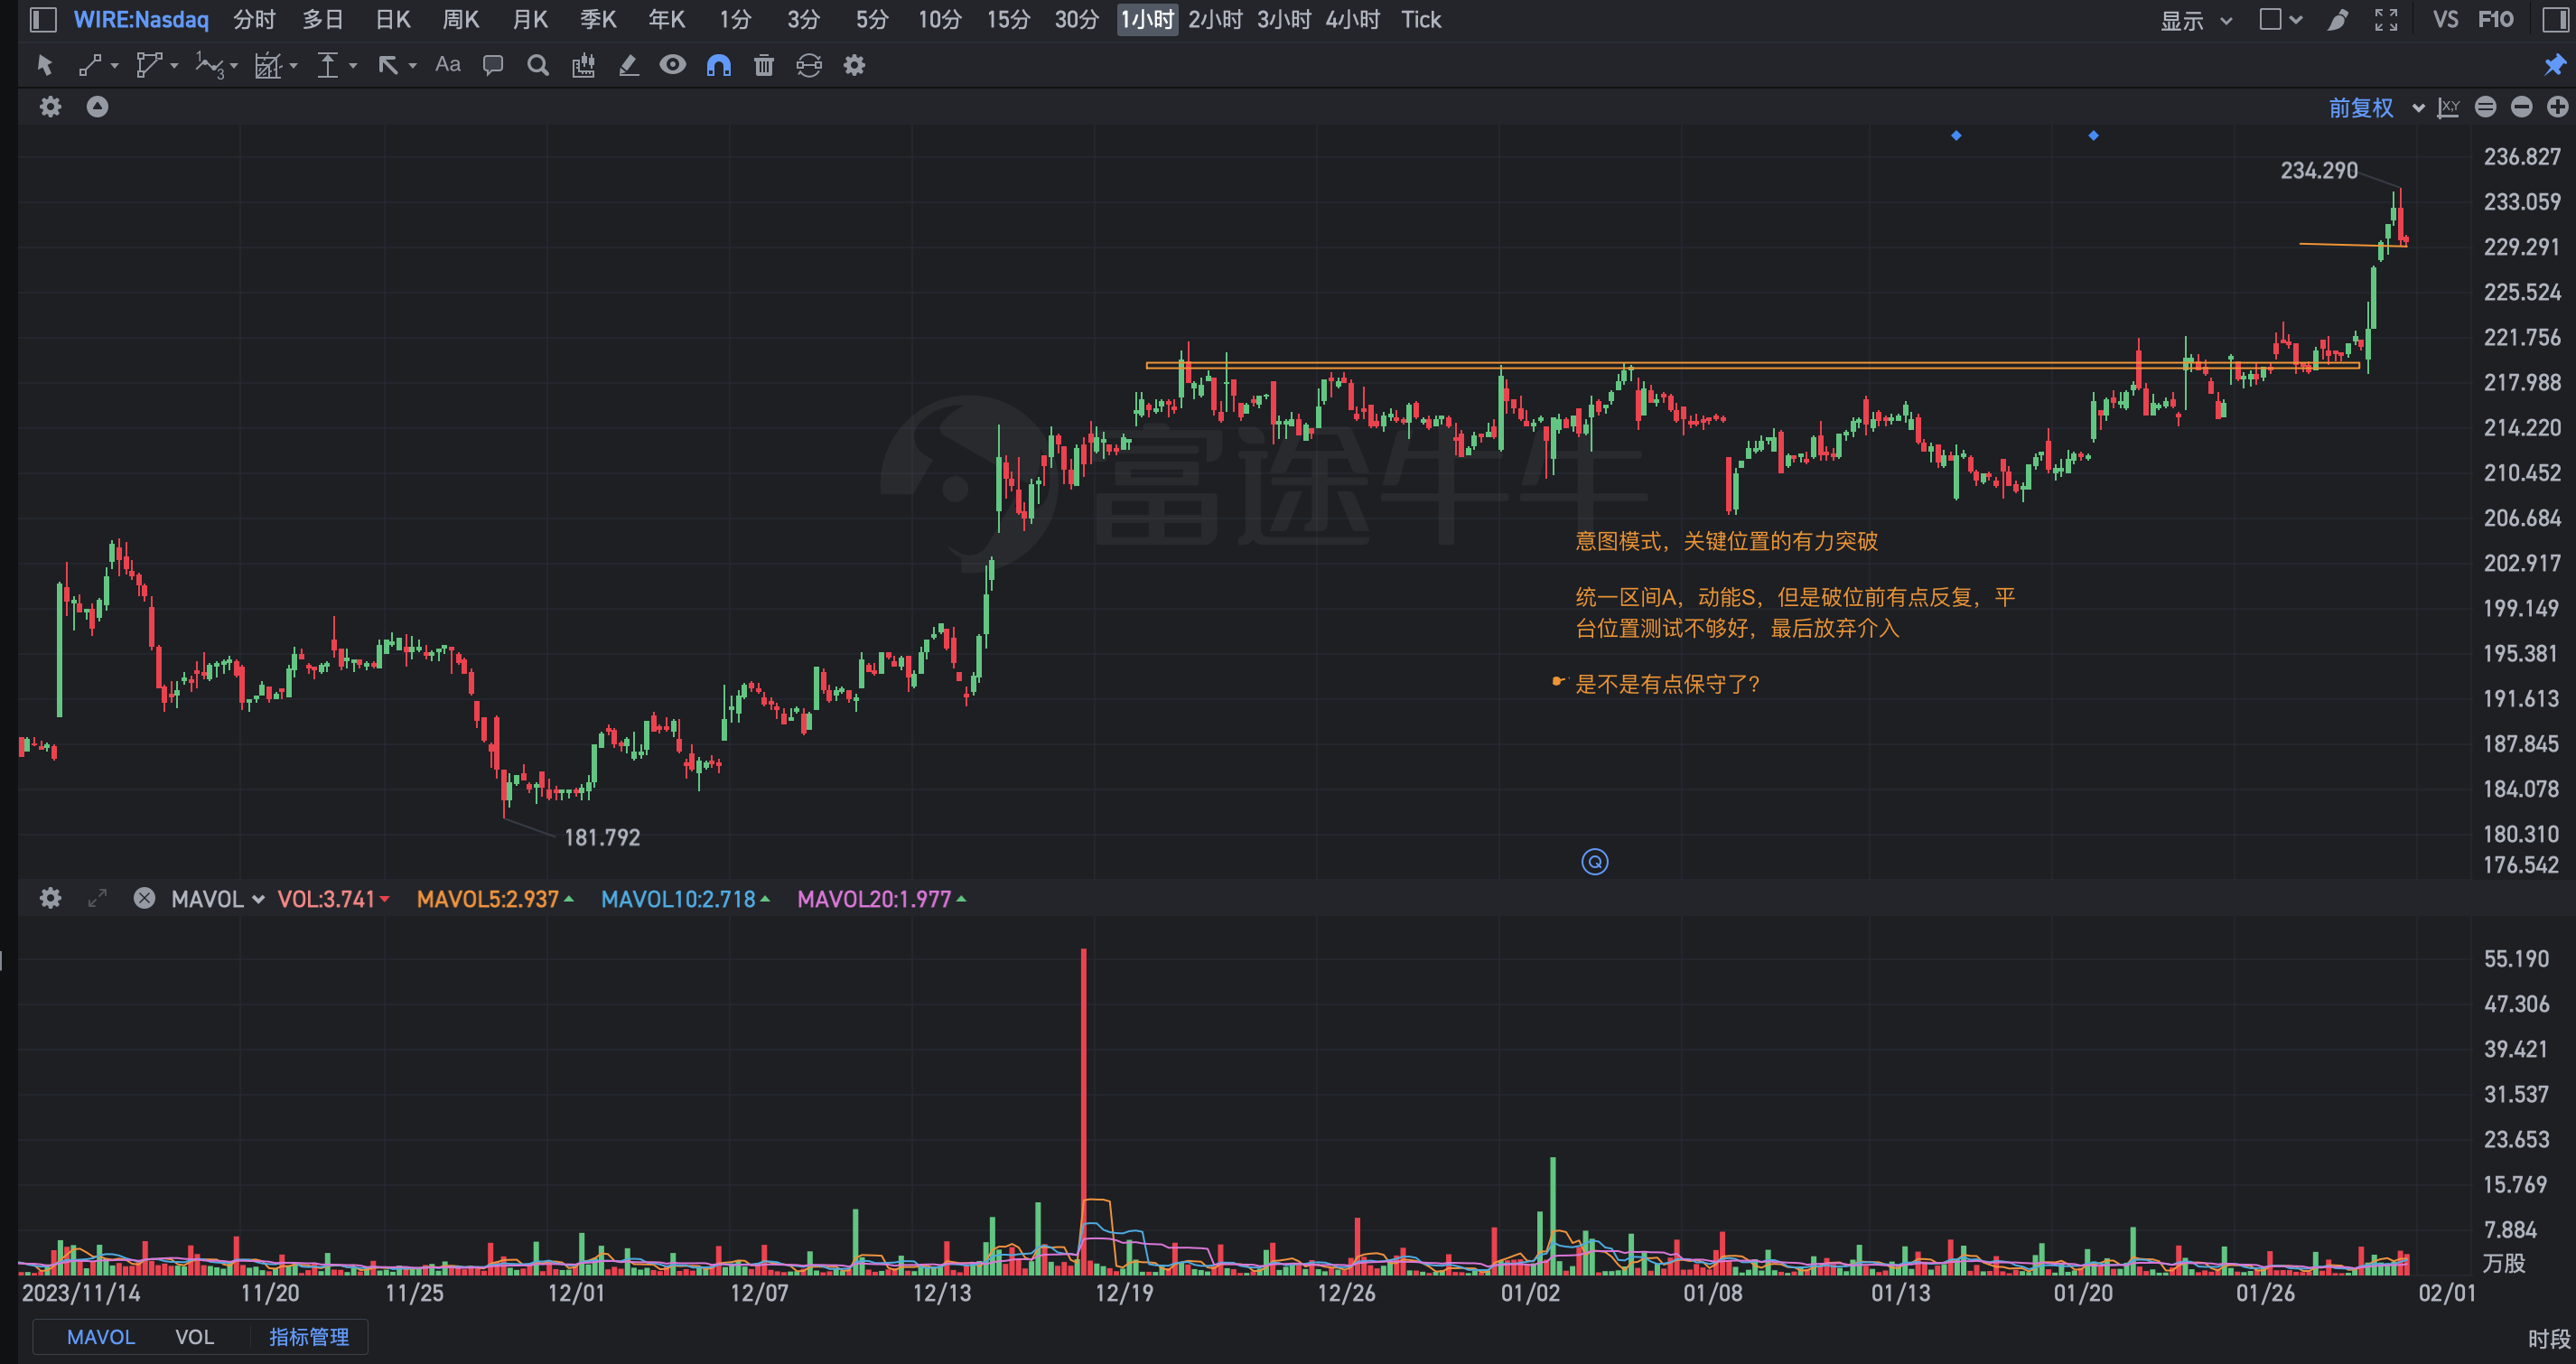 WIRE:Nasdaq 分时 多日 日K 周K 月K 季K 年K 1分 3分 5分 10分 15分 30分 1小时 2小时 3小时 4小时 Tick 显示 VS F10
Aa
前复权 X,Y
236.827
234.290
233.059
229.291
225.524
221.756
217.988
214.220
富途牛牛
210.452
206.684
意图模式，关键位置的有力突破
202.917
统一区间A，动能S，但是破位前有点反复，平
199.149
台位置测试不够好，最后放弃介入
195.381
是不是有点保守了？
191.613
187.845
184.078
181.792
180.310
Q
176.542
MAVOL VOL:3.741 MAVOL5:2.937 MAVOL10:2.718 MAVOL20:1.977
55.190
47.306
39.421
31.537
23.653
15.769
7.884
万股
2023/11/14 11/20 11/25 12/01 12/07 12/13 12/19 12/26 01/02 01/08 01/13 01/20 01/26 02/01
MAVOL VOL 指标管理 时段